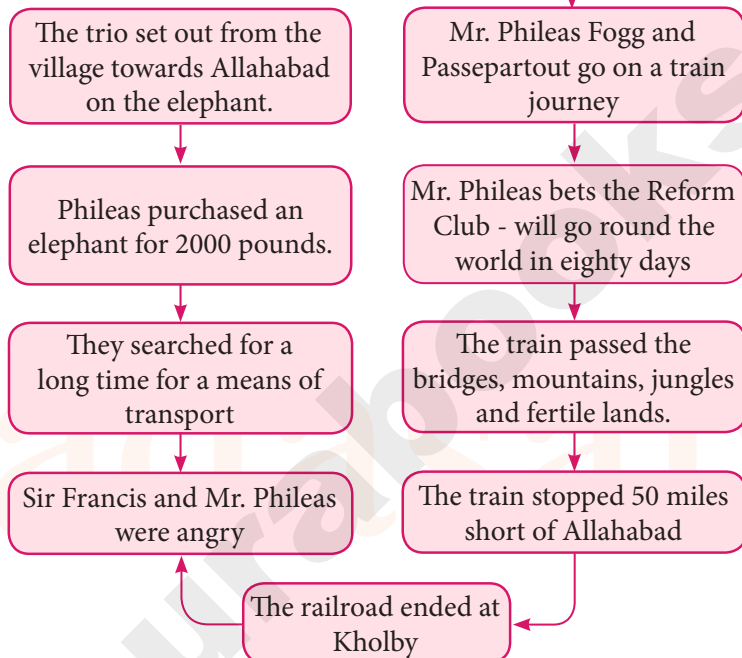 The trio set out from the
village towards Allahabad
on the elephant.
Phileas purchased an
elephant for 2000 pounds.
They searched for a
long time for a means of
transport
Sir Francis and Mr. Phileas
were angry
Mr. Phileas Fogg and
Passepartout go on a train
journey
Mr. Phileas bets the Reform
Club - will go round the
world in eighty days
The train passed the
bridges, mountains, jungles
and fertile lands.
The train stopped 50 miles
short of Allahabad
The railroad ended at
Kholby